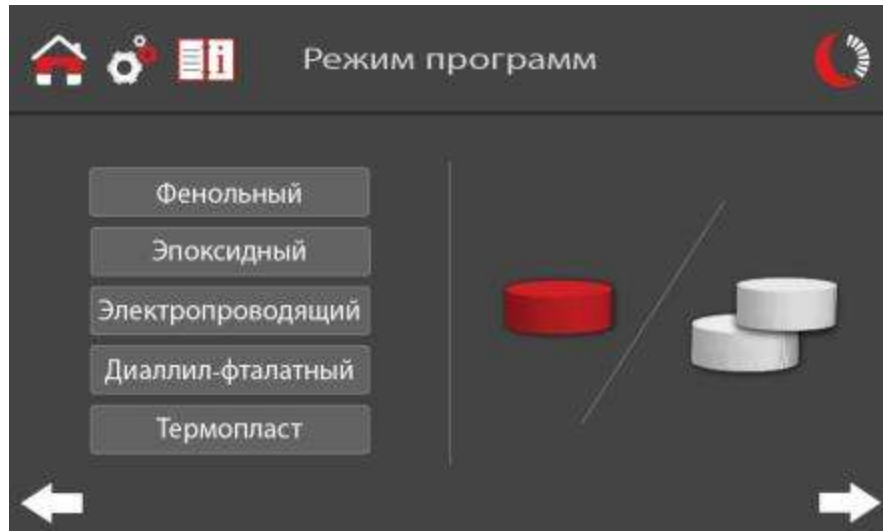 Режим программ
Фенольный
Эпоксидный
Электропроводящий
Диаллил-фталатный
Термопласт